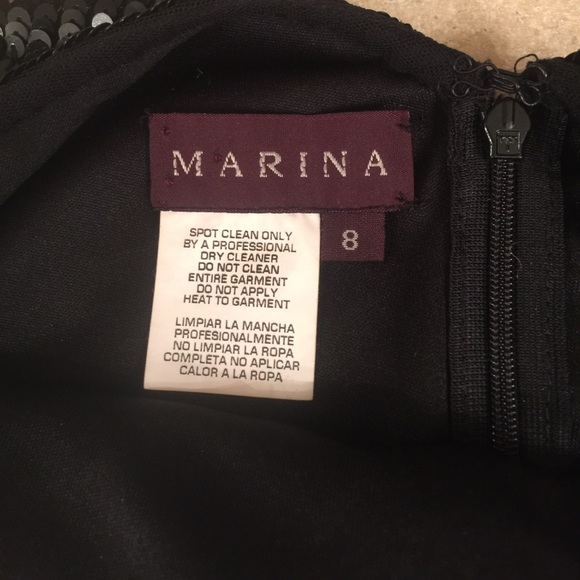 MARINA
8
SPOT CLEAN ONLY
BY A PROFESSIONAL
DRY CLEANER
DO NOT CLEAN
ENTIRE GARMENT
DO NOT APPLY
HEAT TO GARMENT
LIMPIAR LA MANCHA
PROFESIONALMENTE
NO LIMPIAR LA ROPA
COMPLETA NO APLICAR
CALOR A LA ROPA